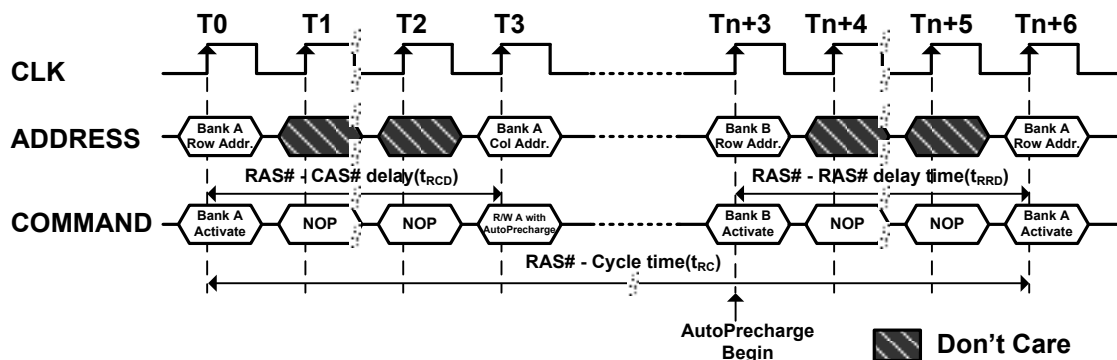 T0 T1 T2 T3 Tn+3 Tn+4 Tn+5 Tn+6
CLK
ADDRESS
Bank A
Row Addr.
Bank A
Col Addr.
Bank B
Row Addr.
Bank A
Row Addr.
RAS# - CAS# delay(tRCD)
RAS# - RAS# delay time(tRRD)
COMMAND
Bank A
Activate
NOP
NOP
R/W A with
AutoPrecharge
Bank B
Activate
NOP
NOP
Bank A
Activate
RAS# - Cycle time(tRC)
AutoPrecharge
Begin
Don't Care